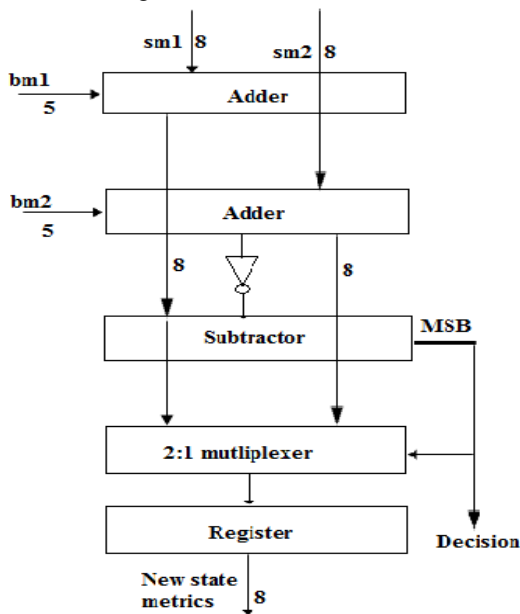 sm1 8
sm2 8
bm1
5
Adder
bm2
5
Adder
8
8
MSB
Subtractor
2:1 mutliplexer
Register
Decision
New state
metrics
8